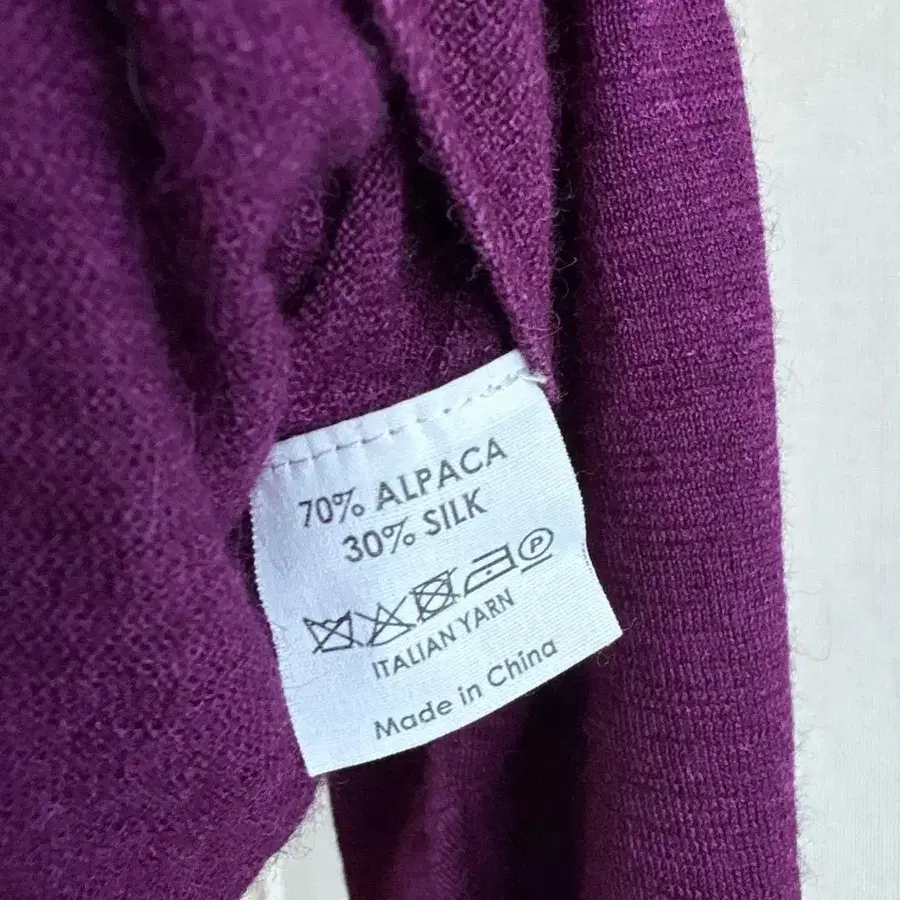 70% ALPACA
30% SILK
P
ITALIAN YARN
Made in China